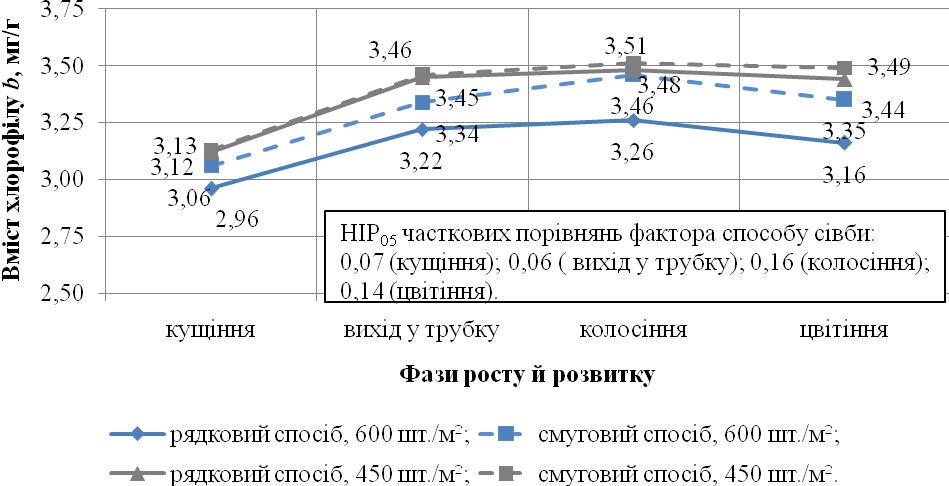 Вміст хлорофілу b, мг/г
3,75
3,50
3,25
3,00
2,75
2,50
3,46
3,51
3,49
3,45
3,48
3,44
3,13
3,34
3,46
3,35
3,12
3,22
3,26
3,16
3,06
2,96
НІР05 часткових порівнянь фактора способу сівби:
0,07 (кущіння); 0,06 ( вихід у трубку); 0,16 (колосіння);
0,14 (цвітіння).
кущіння вихід у трубку колосіння цвітіння
Фази росту й розвитку
рядковий спосіб, 600 шт./м²; смуговий спосіб, 600 шт./м²;
рядковий спосіб, 450 шт./м²; смуговий спосіб, 450 шт./м².